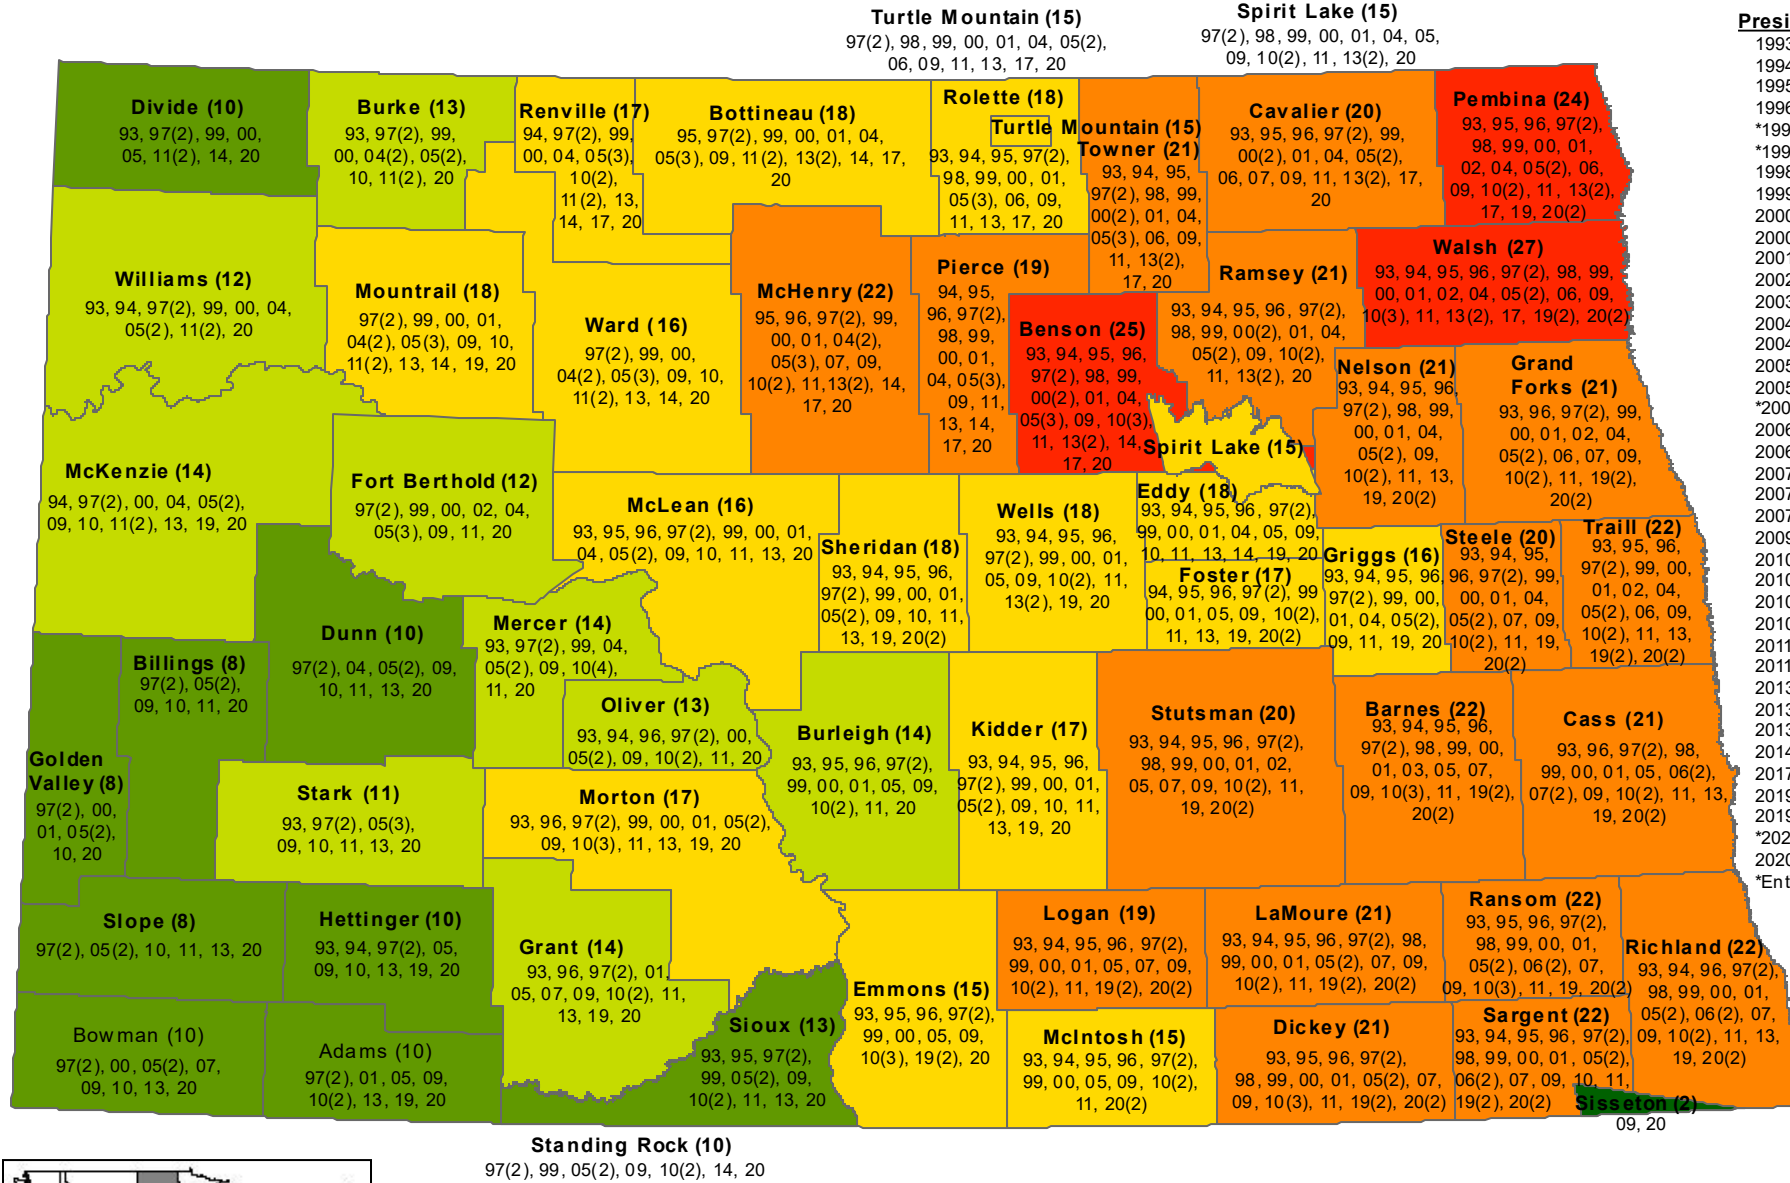 Turtle Mountain (15)
97(2), 98, 99, 00, 01, 04, 05(2),
06, 09, 11, 13, 17, 20
Spirit Lake (15)
97(2), 98, 99, 00, 01, 04, 05,
09, 10(2), 11, 13(2), 20
Divide (10)
93, 97(2), 99, 00,
05, 11(2), 14, 20
Burke (13)
93, 97(2), 99,
00, 04(2), 05(2),
10, 11(2), 20
Renville (17)
94, 97(2), 99,
00, 04, 05(3),
10(2),
11(2), 13,
14, 17, 20
Bottineau (18)
95, 97(2), 99, 00, 01, 04,
05(3), 09, 11(2), 13(2), 14, 17,
20
Rolette (18)
Turtle Mountain (15)
93, 94, 95, 97(2),
98, 99, 00, 01,
05(3), 06, 09,
11, 13, 17, 20
Towner (21)
93, 94, 95,
97(2), 98, 99,
00(2), 01, 04,
05(3), 06, 09,
11, 13(2),
17, 20
Cavalier (20)
93, 95, 96, 97(2), 99,
00(2), 01, 04, 05(2),
06, 07, 09, 11, 13(2), 17,
20
Pembina (24)
93, 95, 96, 97(2),
98, 99, 00, 01,
02, 04, 05(2), 06,
09, 10(2), 11, 13(2),
17, 19, 20(2)
Williams (12)
93, 94, 97(2), 99, 00, 04,
05(2), 11(2), 20
Mountrail (18)
97(2), 99, 00, 01,
04(2), 05(3), 09, 10,
11(2), 13, 14, 19, 20
Ward (16)
97(2), 99, 00,
04(2), 05(3), 09, 10,
11(2), 13, 14, 20
McHenry (22)
95, 96, 97(2), 99,
00, 01, 04(2),
05(3), 07, 09,
10(2), 11,13(2), 14,
17, 20
Pierce (19)
94, 95,
96, 97(2),
98, 99,
00, 01,
04, 05(3),
09, 11,
13, 14,
17, 20
Benson (25)
93, 94, 95, 96,
97(2), 98, 99,
00(2), 01, 04,
05(3), 09, 10(3),
11, 13(2), 14,
17, 20
Ramsey (21)
93, 94, 95, 96, 97(2),
98, 99, 00(2), 01, 04,
05(2), 09, 10(2),
11, 13(2), 20
Walsh (27)
93, 94, 95, 96, 97(2), 98, 99,
00, 01, 02, 04, 05(2), 06, 09,
10(3), 11, 13(2), 17, 19(2), 20(2)
Spirit Lake (15)
Nelson (21)
93, 94, 95, 96,
97(2), 98, 99,
00, 01, 04,
05(2), 09,
10(2), 11, 13,
19, 20(2)
Grand
Forks (21)
93, 96, 97(2), 99,
00, 01, 02, 04,
05(2), 06, 07, 09,
10(2), 11, 19(2),
20(2)
McKenzie (14)
94, 97(2), 00, 04, 05(2),
09, 10, 11(2), 13, 19, 20
Fort Berthold (12)
97(2), 99, 00, 02, 04,
05(3), 09, 11, 20
McLean (16)
93, 95, 96, 97(2), 99, 00, 01,
04, 05(2), 09, 10, 11, 13, 20
Sheridan (18)
93, 94, 95, 96,
97(2), 99, 00, 01,
05(2), 09, 10, 11,
13, 19, 20(2)
Wells (18)
93, 94, 95, 96,
97(2), 99, 00, 01,
05, 09, 10(2), 11,
13(2), 19, 20
Eddy (18)
93, 94, 95, 96, 97(2),
99, 00, 01, 04, 05, 09,
10, 11, 13, 14, 19, 20
Foster (17)
94, 95, 96, 97(2), 99
00, 01, 05, 09, 10(2),
11, 13, 19, 20(2)
Griggs (16)
93, 94, 95, 96,
97(2), 99, 00,
01, 04, 05(2),
09, 11, 19, 20
Steele (20)
93, 94, 95,
96, 97(2), 99,
00, 01, 04,
05(2), 07, 09,
10(2), 11, 19,
20(2)
Traill (22)
93, 95, 96,
97(2), 99, 00,
01, 02, 04,
05(2), 06, 09,
10(2), 11, 13,
19(2), 20(2)
Golden
Valley (8)
97(2), 00,
01, 05(2),
10, 20
Billings (8)
97(2), 05(2),
09, 10, 11, 20
Dunn (10)
97(2), 04, 05(2), 09,
10, 11, 13, 20
Mercer (14)
93, 97(2), 99, 04,
05(2), 09, 10(4),
11, 20
Oliver (13)
93, 94, 96, 97(2), 00,
05(2), 09, 10(2), 11, 20
Stark (11)
93, 97(2), 05(3),
09, 10, 11, 13, 20
Morton (17)
93, 96, 97(2), 99, 00, 01, 05(2),
09, 10(3), 11, 13, 19, 20
Burleigh (14)
93, 95, 96, 97(2),
99, 00, 01, 05, 09,
10(2), 11, 20
Kidder (17)
93, 94, 95, 96,
97(2), 99, 00, 01,
05(2), 09, 10, 11,
13, 19, 20
Stutsman (20)
93, 94, 95, 96, 97(2),
98, 99, 00, 01, 02,
05, 07, 09, 10(2), 11,
19, 20(2)
Barnes (22)
93, 94, 95, 96,
97(2), 98, 99, 00,
01, 03, 05, 07,
09, 10(3), 11, 19(2),
20(2)
Cass (21)
93, 96, 97(2), 98,
99, 00, 01, 05, 06(2),
07(2), 09, 10(2), 11, 13,
19, 20(2)
Slope (8)
97(2), 05(2), 10, 11, 13, 20
Hettinger (10)
93, 94, 97(2), 05,
09, 10, 13, 19, 20
Grant (14)
93, 96, 97(2), 01,
05, 07, 09, 10(2), 11,
13, 19, 20
Bowman (10)
97(2), 00, 05(2), 07,
09, 10, 13, 20
Adams (10)
97(2), 01, 05, 09,
10(2), 13, 19, 20
Sioux (13)
93, 95, 97(2),
99, 05(2), 09,
10(2), 11, 13, 20
Emmons (15)
93, 95, 96, 97(2),
99, 00, 05, 09,
10(3), 19(2), 20
Logan (19)
93, 94, 95, 96, 97(2),
99, 00, 01, 05, 07, 09,
10(2), 11, 19(2), 20(2)
McIntosh (15)
93, 94, 95, 96, 97(2),
99, 00, 05, 09, 10(2),
11, 20(2)
LaMoure (21)
93, 94, 95, 96, 97(2), 98,
99, 00, 01, 05(2), 07, 09,
10(2), 11, 19(2), 20(2)
Dickey (21)
93, 95, 96, 97(2),
98, 99, 00, 01, 05(2), 07,
09, 10(3), 11, 19(2), 20(2)
Ransom (22)
93, 95, 96, 97(2),
98, 99, 00, 01,
05(2), 06(2), 07,
09, 10(3), 11, 19, 20(2)
Sargent (22)
93, 94, 95, 96, 97(2),
98, 99, 00, 01, 05(2),
06(2), 07, 09, 10, 11,
19(2), 20(2)
Richland (22)
93, 94, 96, 97(2),
98, 99, 00, 01,
05(2), 06(2), 07,
09, 10(2), 11, 13,
19, 20(2)
Sisseton (2)
09, 20
Standing Rock (10)
97(2), 99, 05(2), 09, 10(2), 14, 20
Presi
1993
1994
1995
1996
*199
*199
1998
1999
2000
2000
2001
2002
2003
2004
2004
2005
2005
*200
2006
2006
2007
2007
2007
2009
2010
2010
2010
2010
2011
2011
2013
2013
2013
2014
2017
2019
2019
*202
2020
*Ent